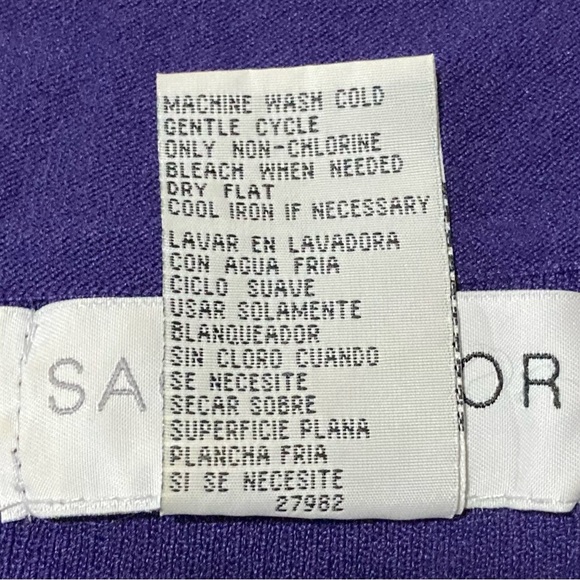 MACHINE WASH COLD
GENTLE CYCLE
ONLY NON-CHLORINE
BLEACH WHEN NEEDED
DRY FLAT
COOL IRON IF NECESSARY
LAVAR EN LAVADORA
CON AGUA FRIA
CICLO SUAVE
USAR SOLAMENTE
BLANQUEADOR
SIN CLORO CUANDO
SE NECESITE
SECAR SOBRE
SUPERFICIE PLANA
PLANCHA FRIA
SI SE NECESITE
27982